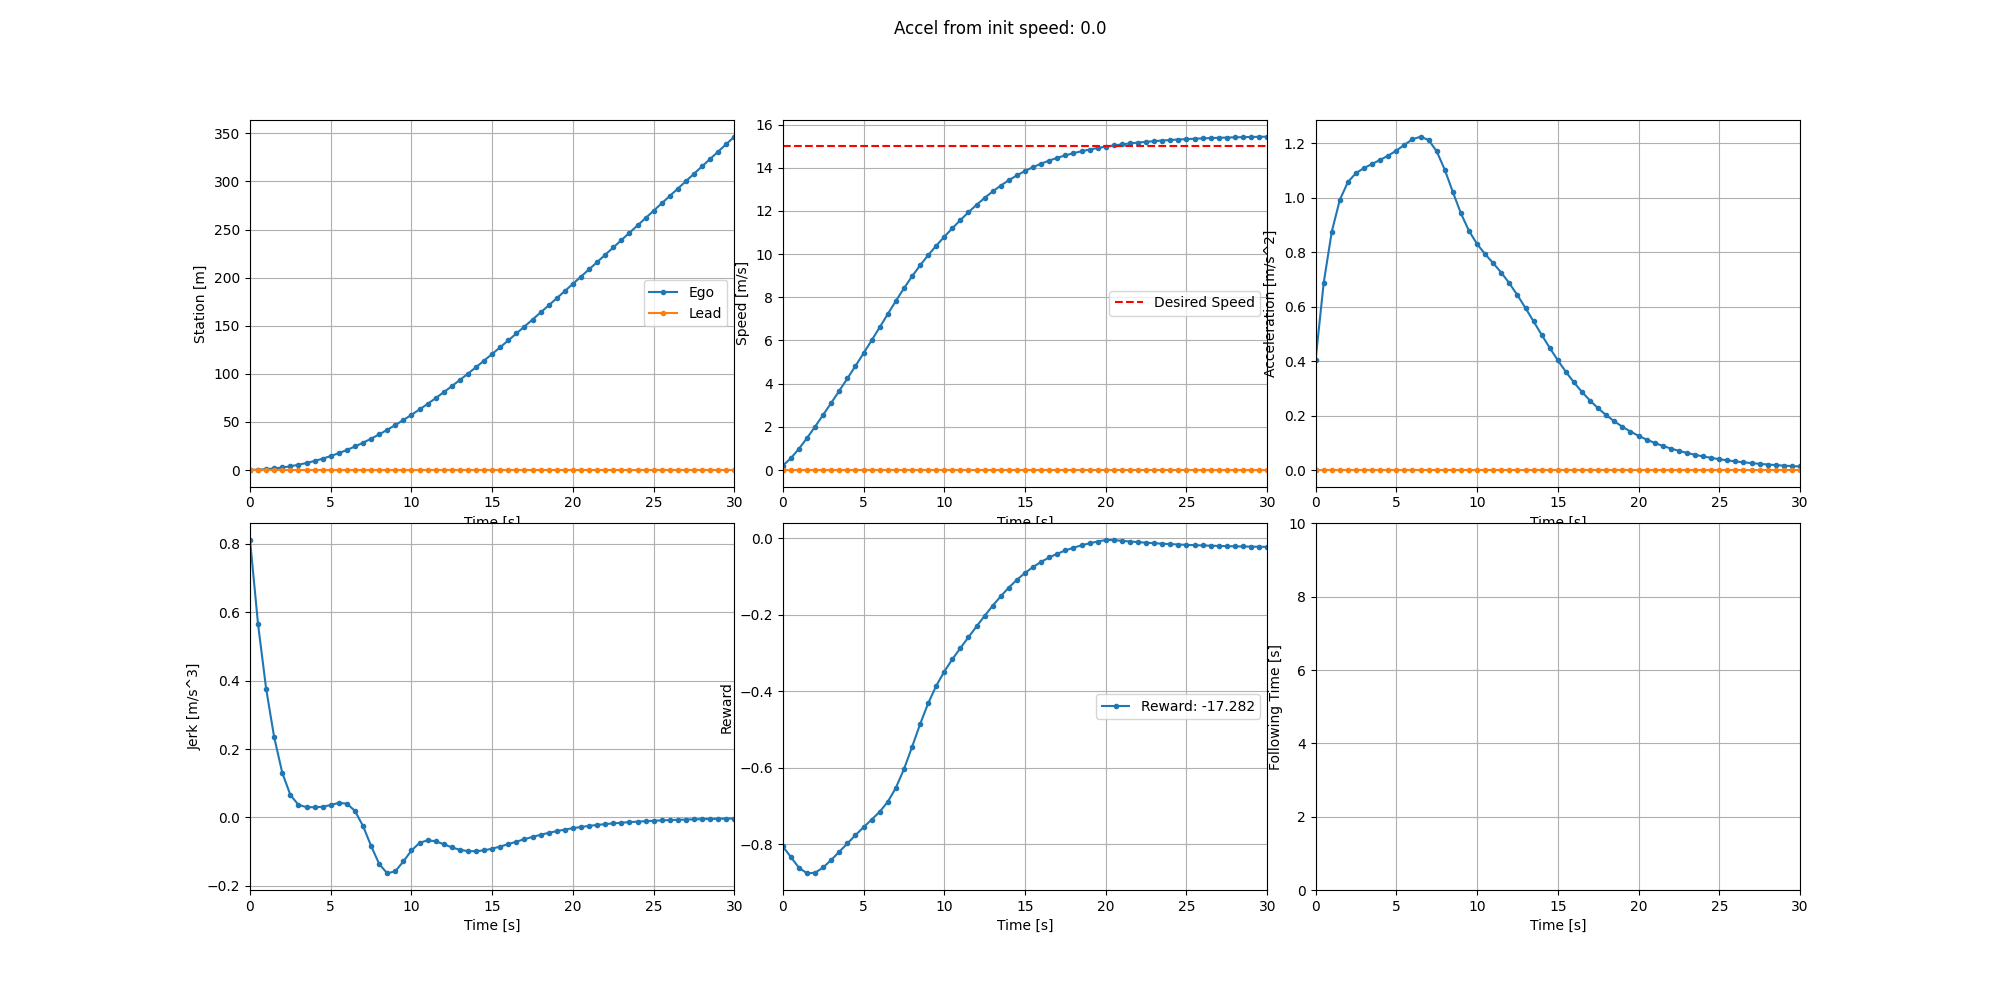 Accel from init speed: 0.0
350
300
250
200
150
100
50
0
Station [m]
Ego
Lead
0 5 10 15 20 25 30
Time [s]
16
14
12
10
8
6
4
2
0
Speed [m/s]
Desired Speed
0 5 10 15 20 25 30
Time [s]
1.2
1.0
0.8
0.6
0.4
0.2
0.0
Acceleration [m/s^2]
0 5 10 15 20 25 30
Time [s]
0.8
0.6
0.4
0.2
0.0
−0.2
Jerk [m/s^3]
0 5 10 15 20 25 30
Time [s]
0.0
−0.2
−0.4
−0.6
−0.8
Reward
Reward: -17.282
0 5 10 15 20 25 30
Time [s]
10
8
6
4
2
0
Following Time [s]
0 5 10 15 20 25 30
Time [s]